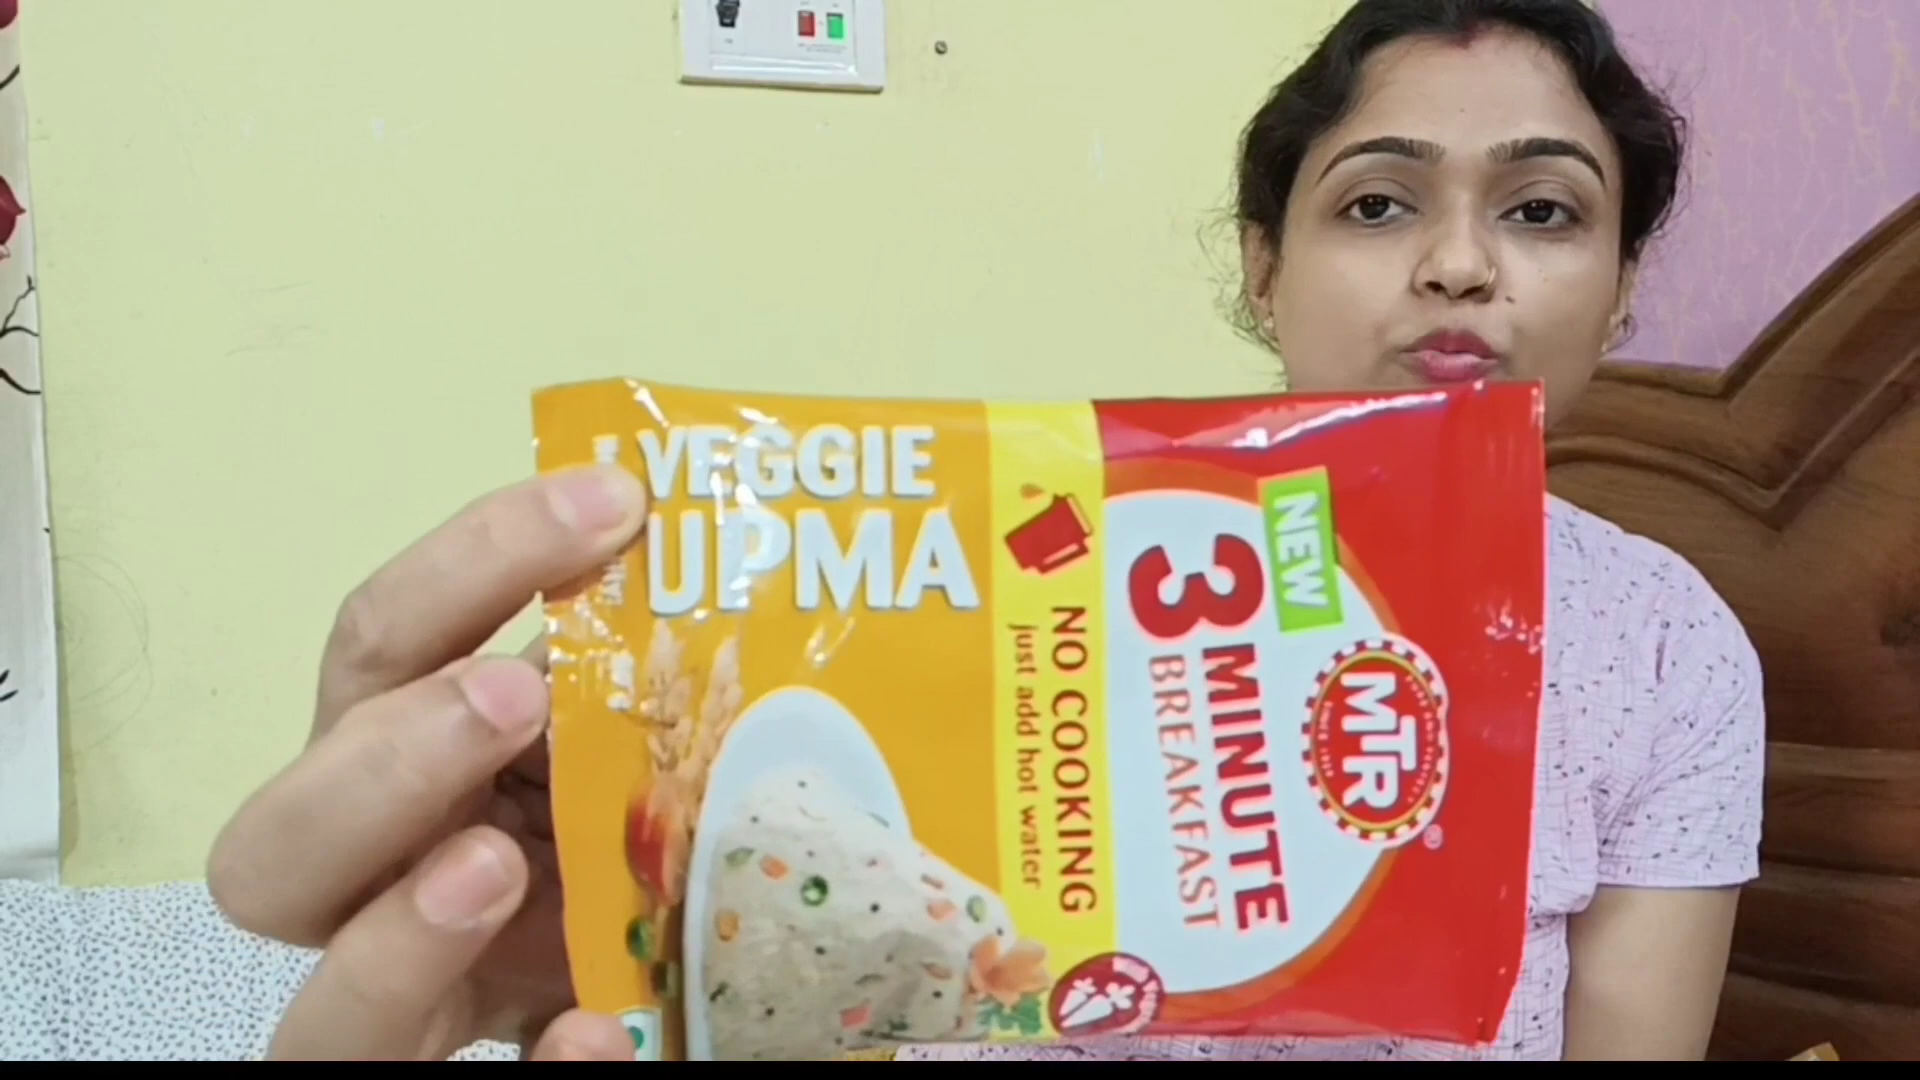 VEGGIE
UPMA
NO COOKING
just add hot water
NEW
3 MINUTE
BREAKFAST
MTR